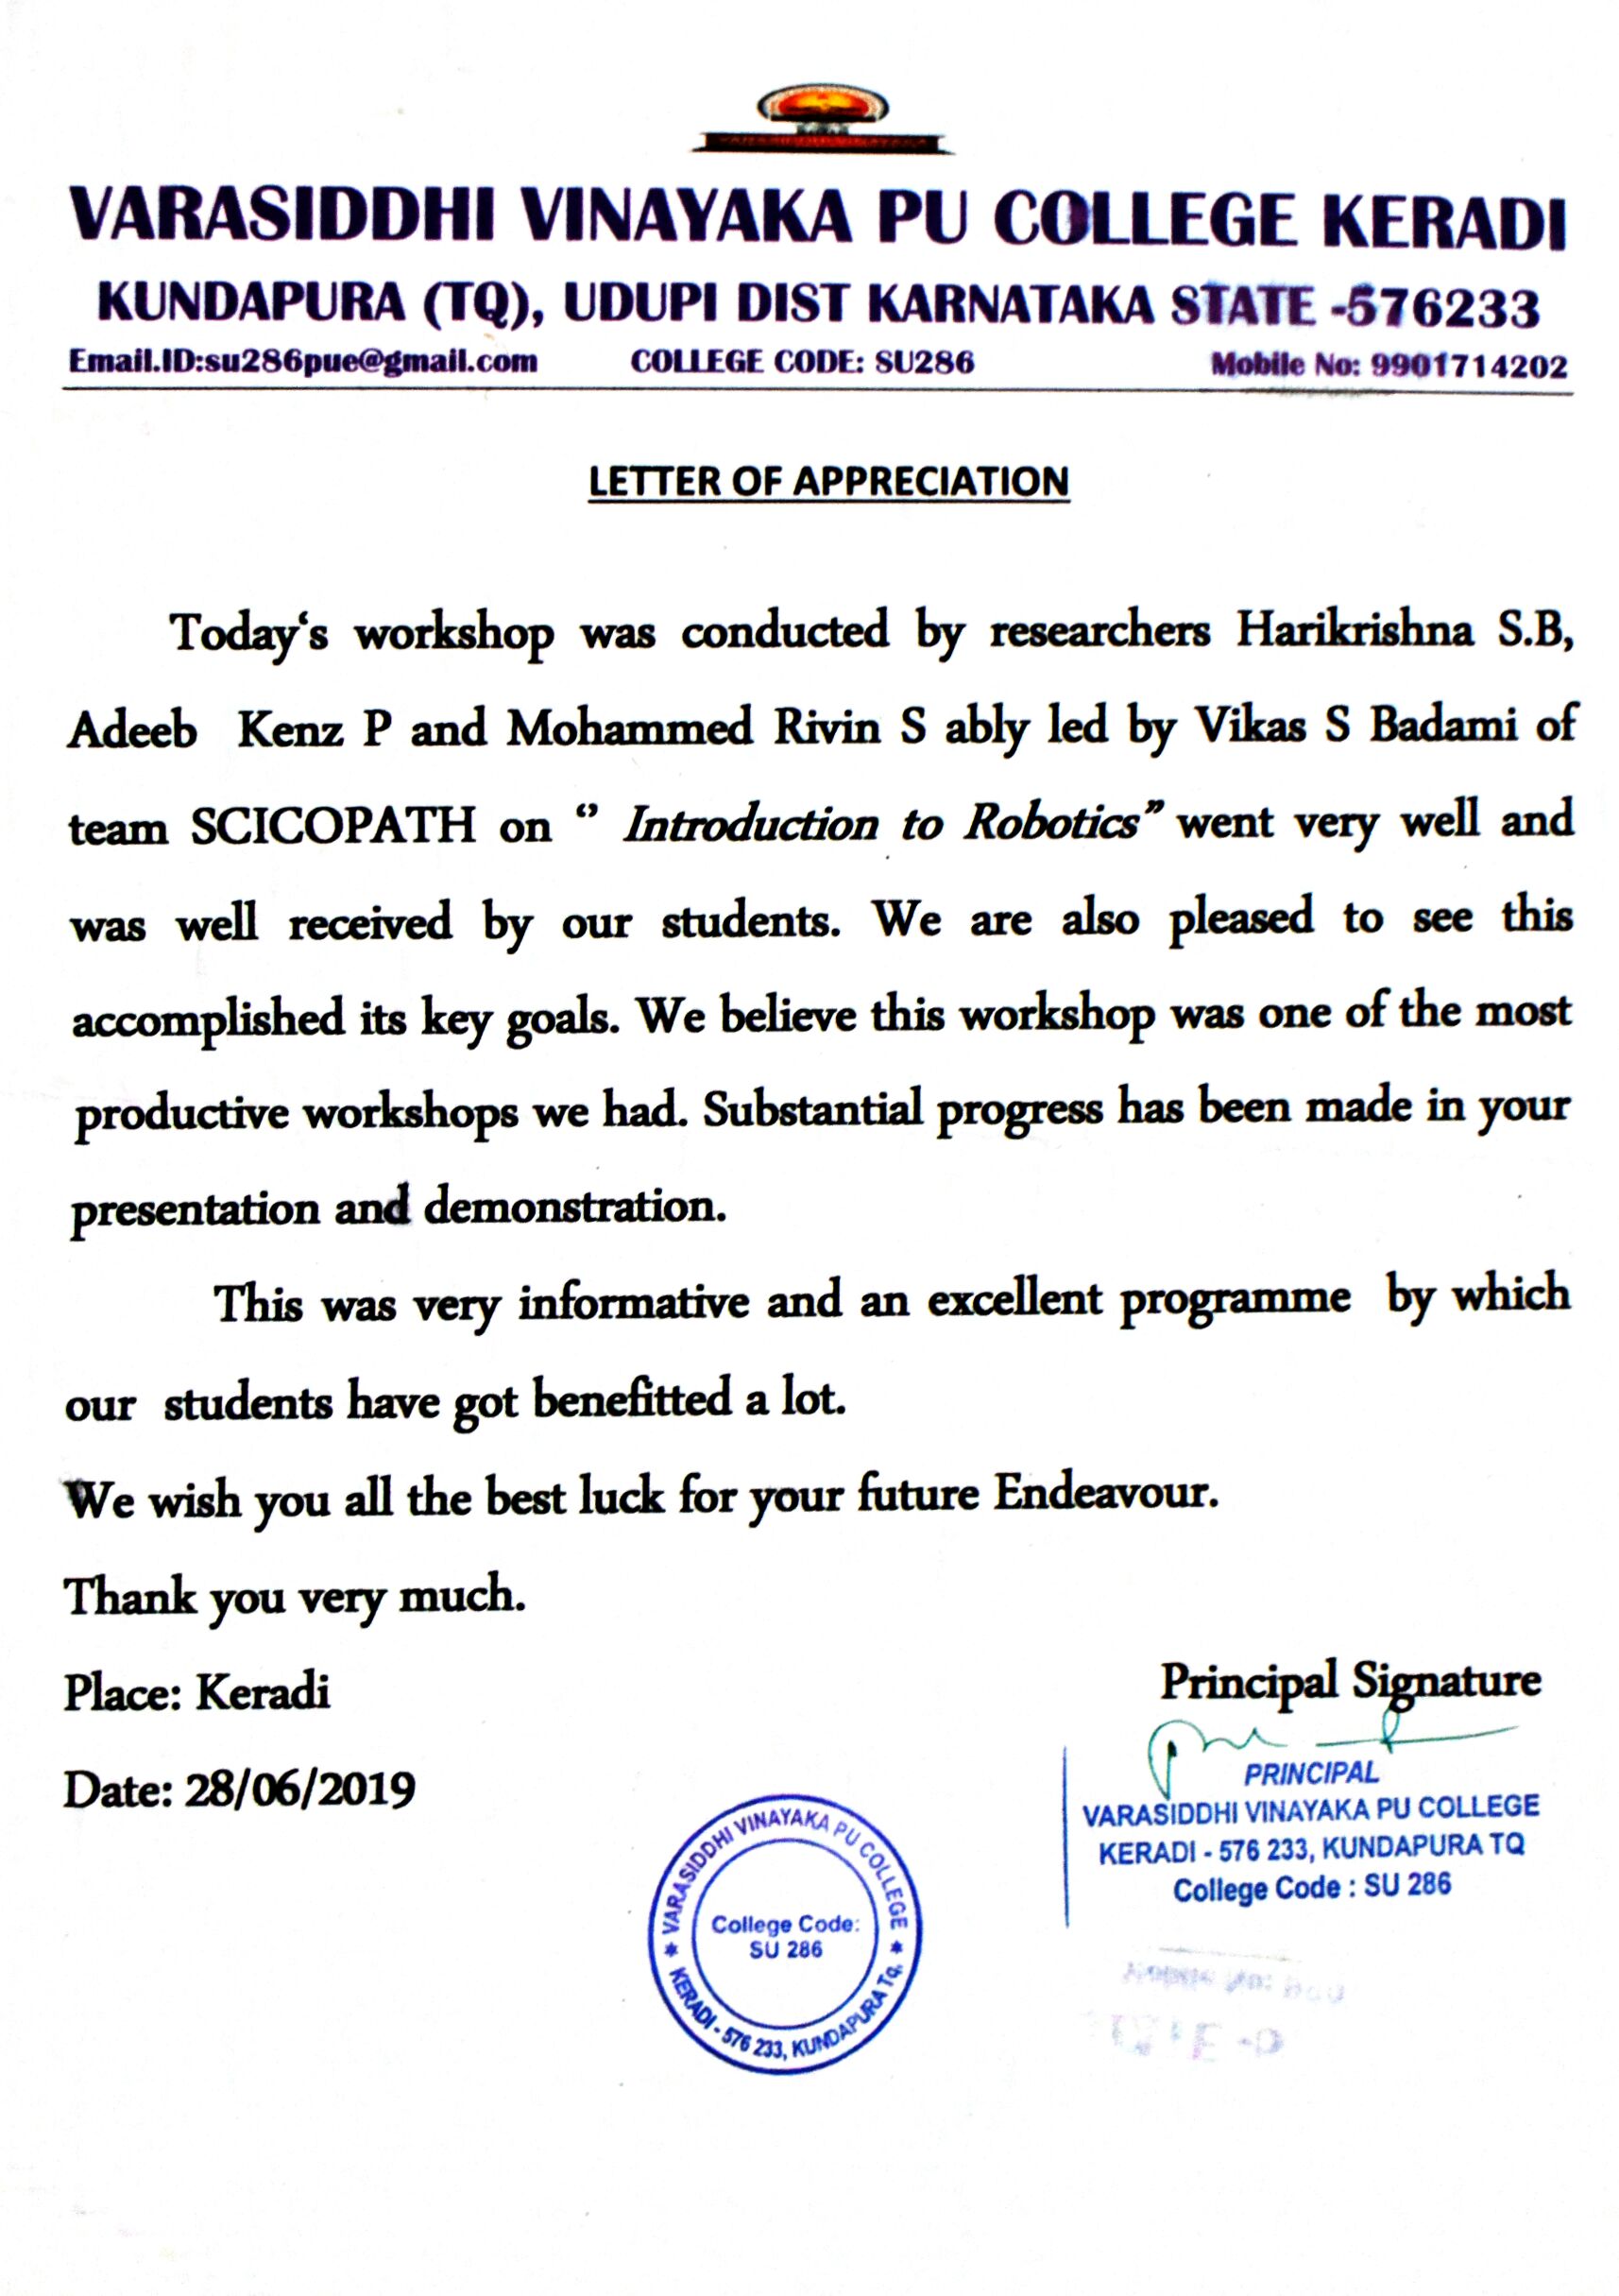 VARASIDDHI VINAYAKA PU COLLEGE KERADI
KUNDAPURA (TQ), UDUPI DIST KARNATAKA STATE -576233
Email.ID:su286pue@gmail.com COLLEGE CODE: SU286 Mobile No: 9901714202
LETTER OF APPRECIATION
Today‘s workshop was conducted by researchers Harikrishna S.B,
Adeeb Kenz P and Mohammed Rivin S ably led by Vikas S Badami of
team SCICOPATH on “ Introduction to Robotics” went very well and
was well received by our students. We are also pleased to see this
accomplished its key goals. We believe this workshop was one of the most
productive workshops we had. Substantial progress has been made in your
presentation and demonstration.
This was very informative and an excellent programme by which
our students have got benefitted a lot.
We wish you all the best luck for your future Endeavour.
Thank you very much.
Place: Keradi
Principal Signature
Date: 28/06/2019
PRINCIPAL
VARASIDDHI VINAYAKA PU COLLEGE
KERADI - 576 233, KUNDAPURA TQ
College Code : SU 286
VARASIDDHI VINAYAKA PU COLLEGE
College Code:
SU 286
KERADI - 576 233, KUNDAPURA Tq.